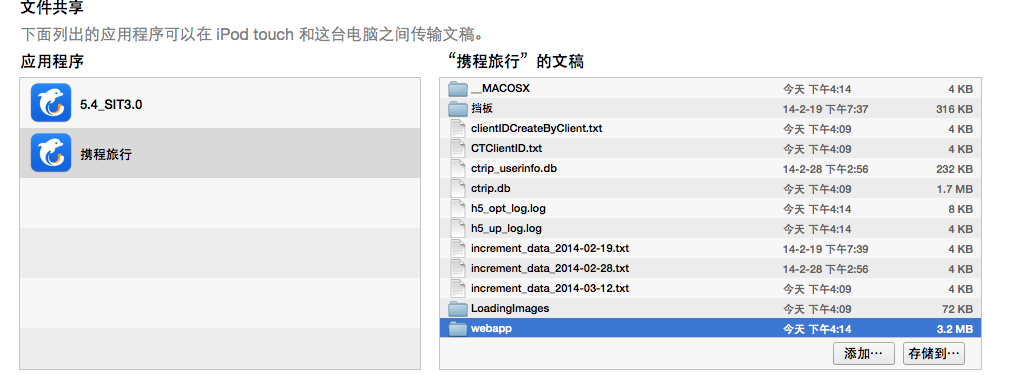 文件共享
下面列出的应用程序可以在 iPod touch 和这台电脑之间传输文稿。
应用程序
5.4_SIT3.0
携程旅行
“携程旅行”的文稿
__MACOSX 今天 下午4:14 4 KB
挡板 14-2-19 下午7:37 316 KB
clientIDCreateByClient.txt 今天 下午4:09 4 KB
CTClientID.txt 今天 下午4:09 4 KB
ctrip_userinfo.db 14-2-28 下午2:56 232 KB
ctrip.db 今天 下午4:09 1.7 MB
h5_opt_log.log 今天 下午4:14 8 KB
h5_up_log.log 今天 下午4:14 4 KB
increment_data_2014-02-19.txt 14-2-19 下午7:39 4 KB
increment_data_2014-02-28.txt 14-2-28 下午2:56 4 KB
increment_data_2014-03-12.txt 今天 下午4:09 4 KB
LoadingImages 今天 下午4:09 72 KB
webapp 今天 下午4:14 3.2 MB
添加… 存储到…